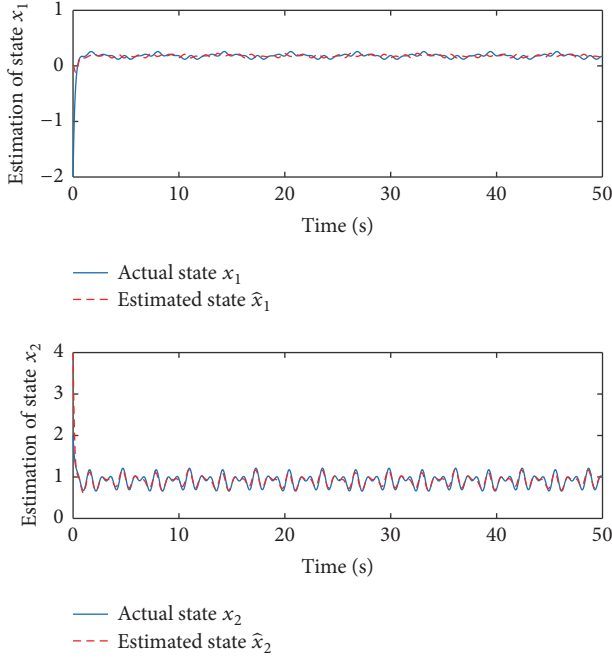 Estimation of state x₁
1
0
−1
−2
0 10 20 30 40 50
Time (s)
Actual state x₁
Estimated state x̂₁
Estimation of state x₂
4
3
2
1
0
0 10 20 30 40 50
Time (s)
Actual state x₂
Estimated state x̂₂